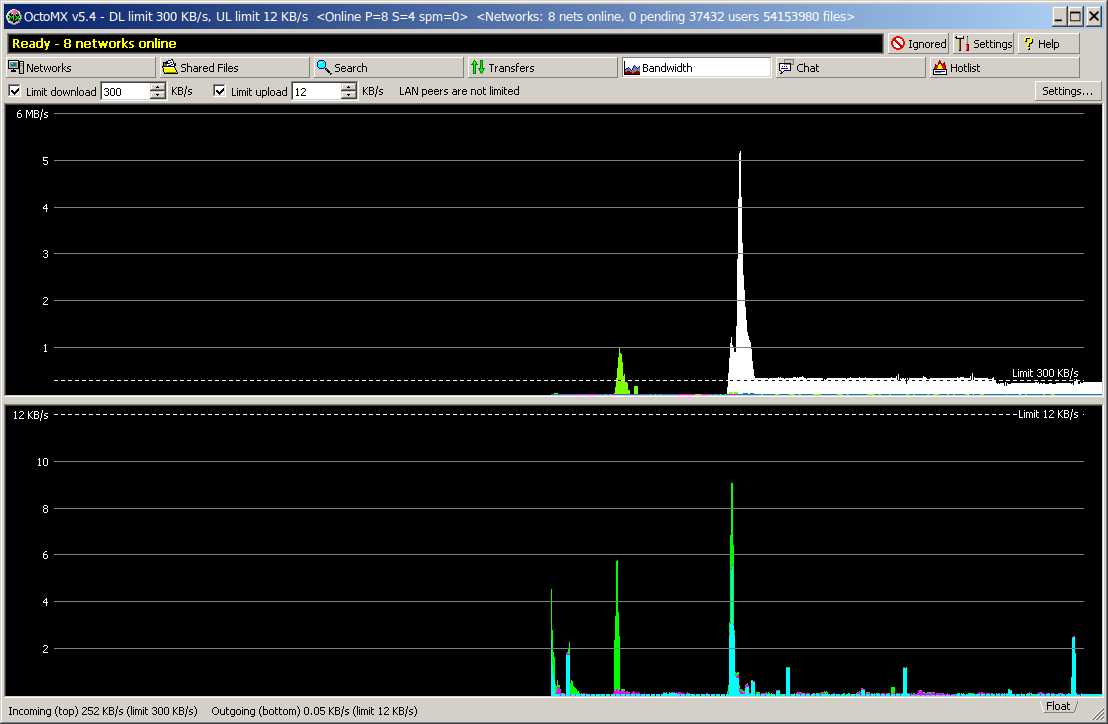 OctoMX v5.4 - DL limit 300 KB/s, UL limit 12 KB/s <Online P=8 S=4 spm=0> <Networks: 8 nets online, 0 pending 37432 users 54153980 files>
Ready - 8 networks online Ignored Settings Help
Networks Shared Files Search Transfers Bandwidth Chat Hotlist
Limit download 300 KB/s Limit upload 12 KB/s LAN peers are not limited Settings...
6 MB/s
5
4
3
2
1
Limit 300 KB/s
12 KB/s Limit 12 KB/s
10
8
6
4
2
Incoming (top) 252 KB/s (limit 300 KB/s) Outgoing (bottom) 0.05 KB/s (limit 12 KB/s) Float